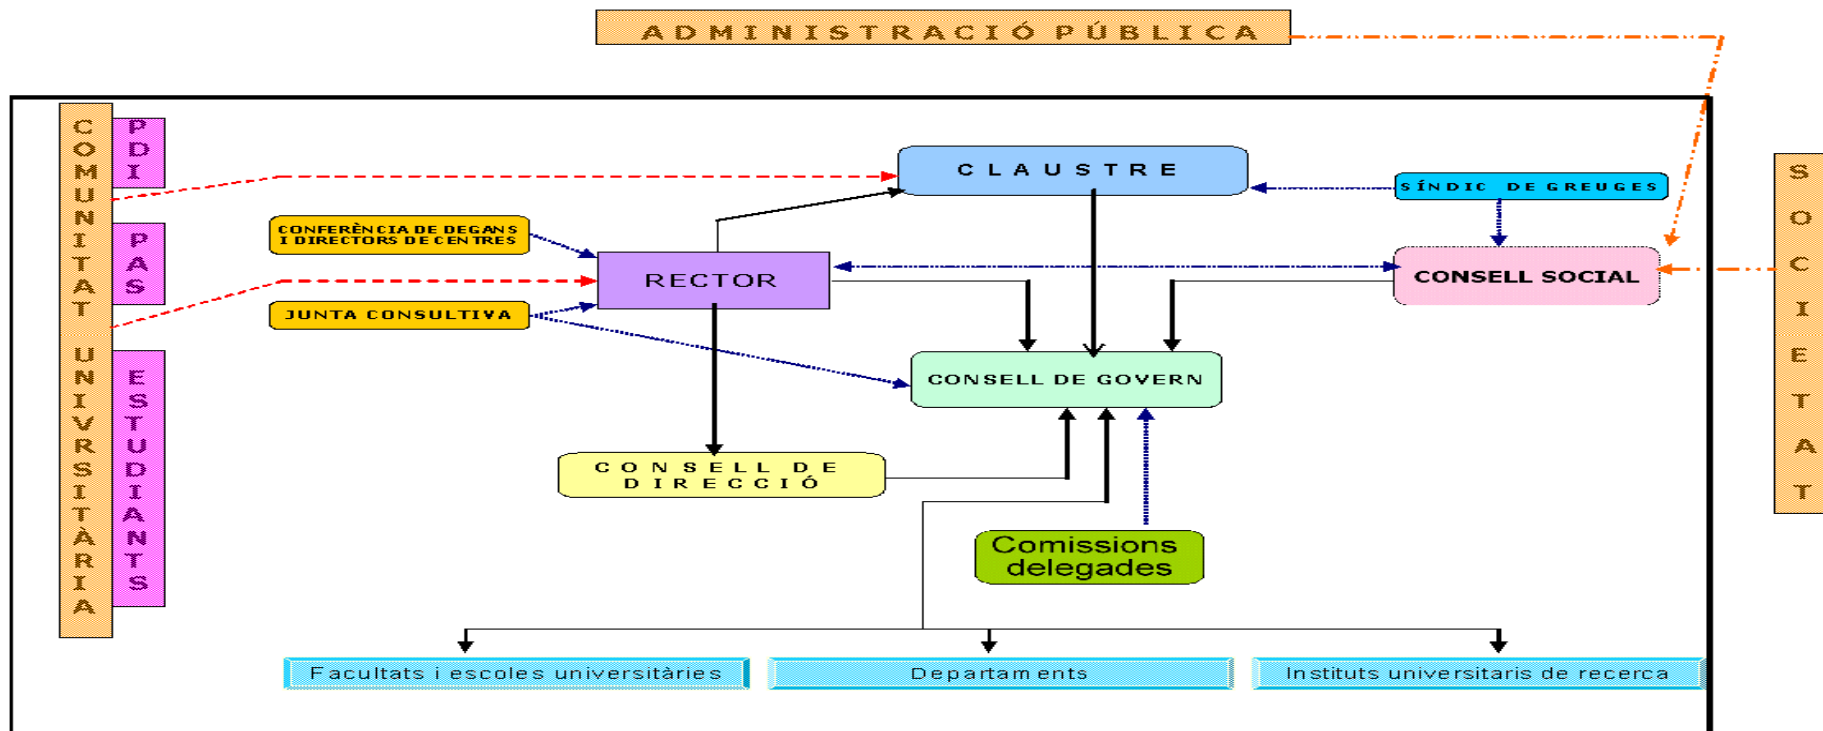 ADMINISTRACIÓ PÚBLICA
COMUNITAT UNIVRSITÀRIA
PDI
PAS
ESTUDIANTS
CLAUSTRE
SÍNDIC DE GREUGES
CONFERÈNCIA DE DEGANS
I DIRECTORS DE CENTRES
RECTOR
CONSELL SOCIAL
JUNTA CONSULTIVA
CONSELL DE GOVERN
CONSELL DE
DIRECCIÓ
Comissions
delegades
Facultats i escoles universitàries
Departaments
Instituts universitaris de recerca
SOCIETAT